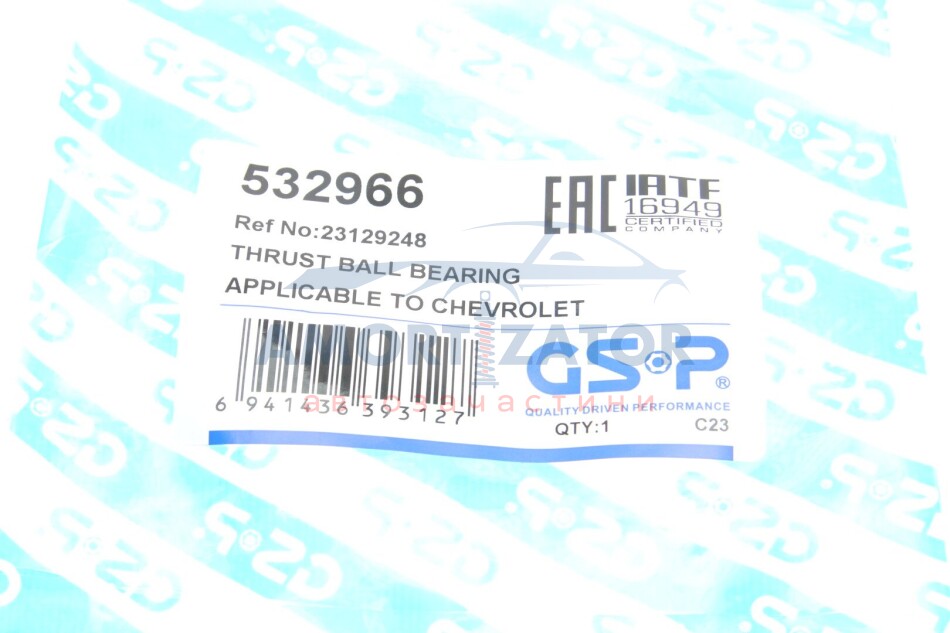 532966
EAC
IATF
16949
CERTIFIED
COMPANY
Ref No:23129248
THRUST BALL BEARING
APPLICABLE TO CHEVROLET
AMORTIZATOR
автозапчастини
GSP®
6 941436 393127
QUALITY DRIVEN PERFORMANCE
QTY:1
C23